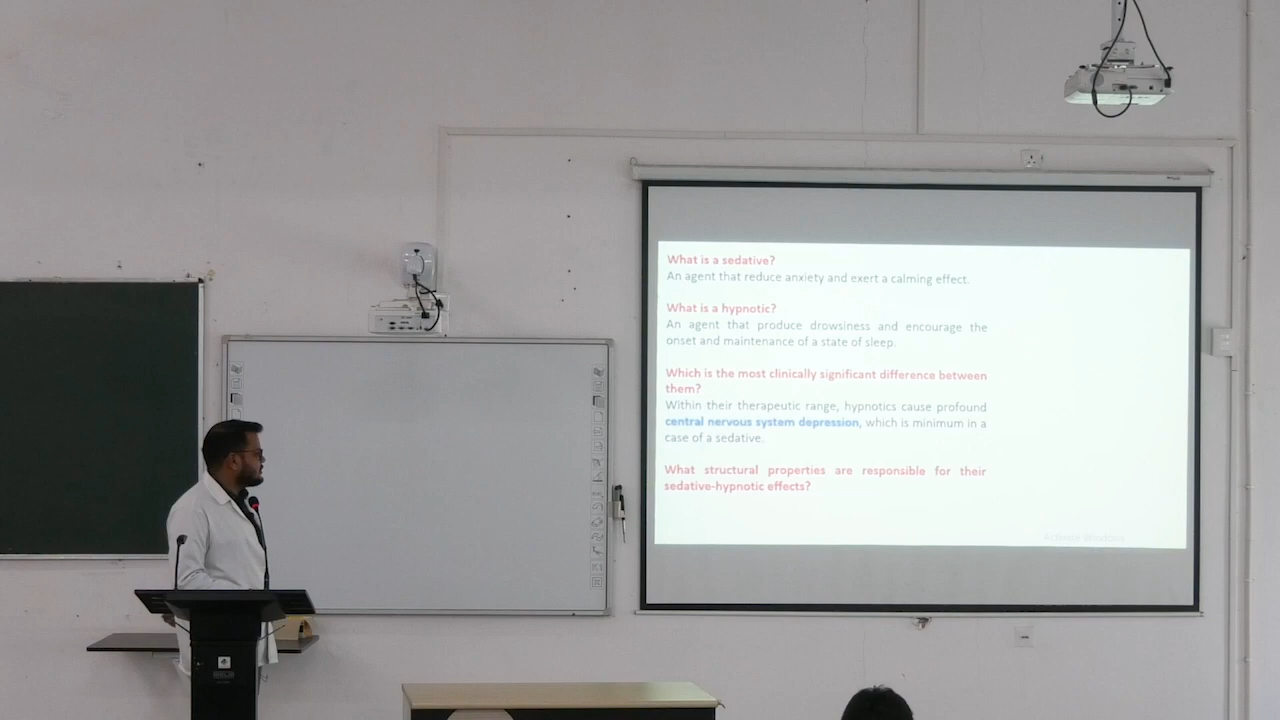 What is a sedative?
An agent that reduce anxiety and exert a calming effect.
What is a hypnotic?
An agent that produce drowsiness and encourage the
onset and maintenance of a state of sleep.
Which is the most clinically significant difference between
them?
Within their therapeutic range, hypnotics cause profound
central nervous system depression, which is minimum in a
case of a sedative.
What structural properties are responsible for their
sedative-hypnotic effects?
Activate Windows